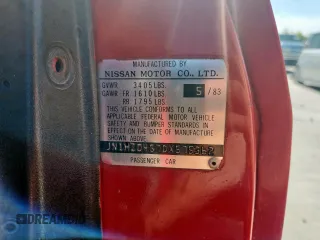 MANUFACTURED BY
NISSAN MOTOR CO., LTD.
GVWR 3405LBS. 5/83
GAWR FR 1610LBS
RR 1795LBS
THIS VEHICLE CONFORMS TO ALL
APPLICABLE FEDERAL MOTOR VEHICLE
SAFETY AND BUMPER STANDARDS IN
EFFECT ON THE DATE OF MANUFACTURE
SHOWN ABOVE
PASSENGER CAR
DREAMBID